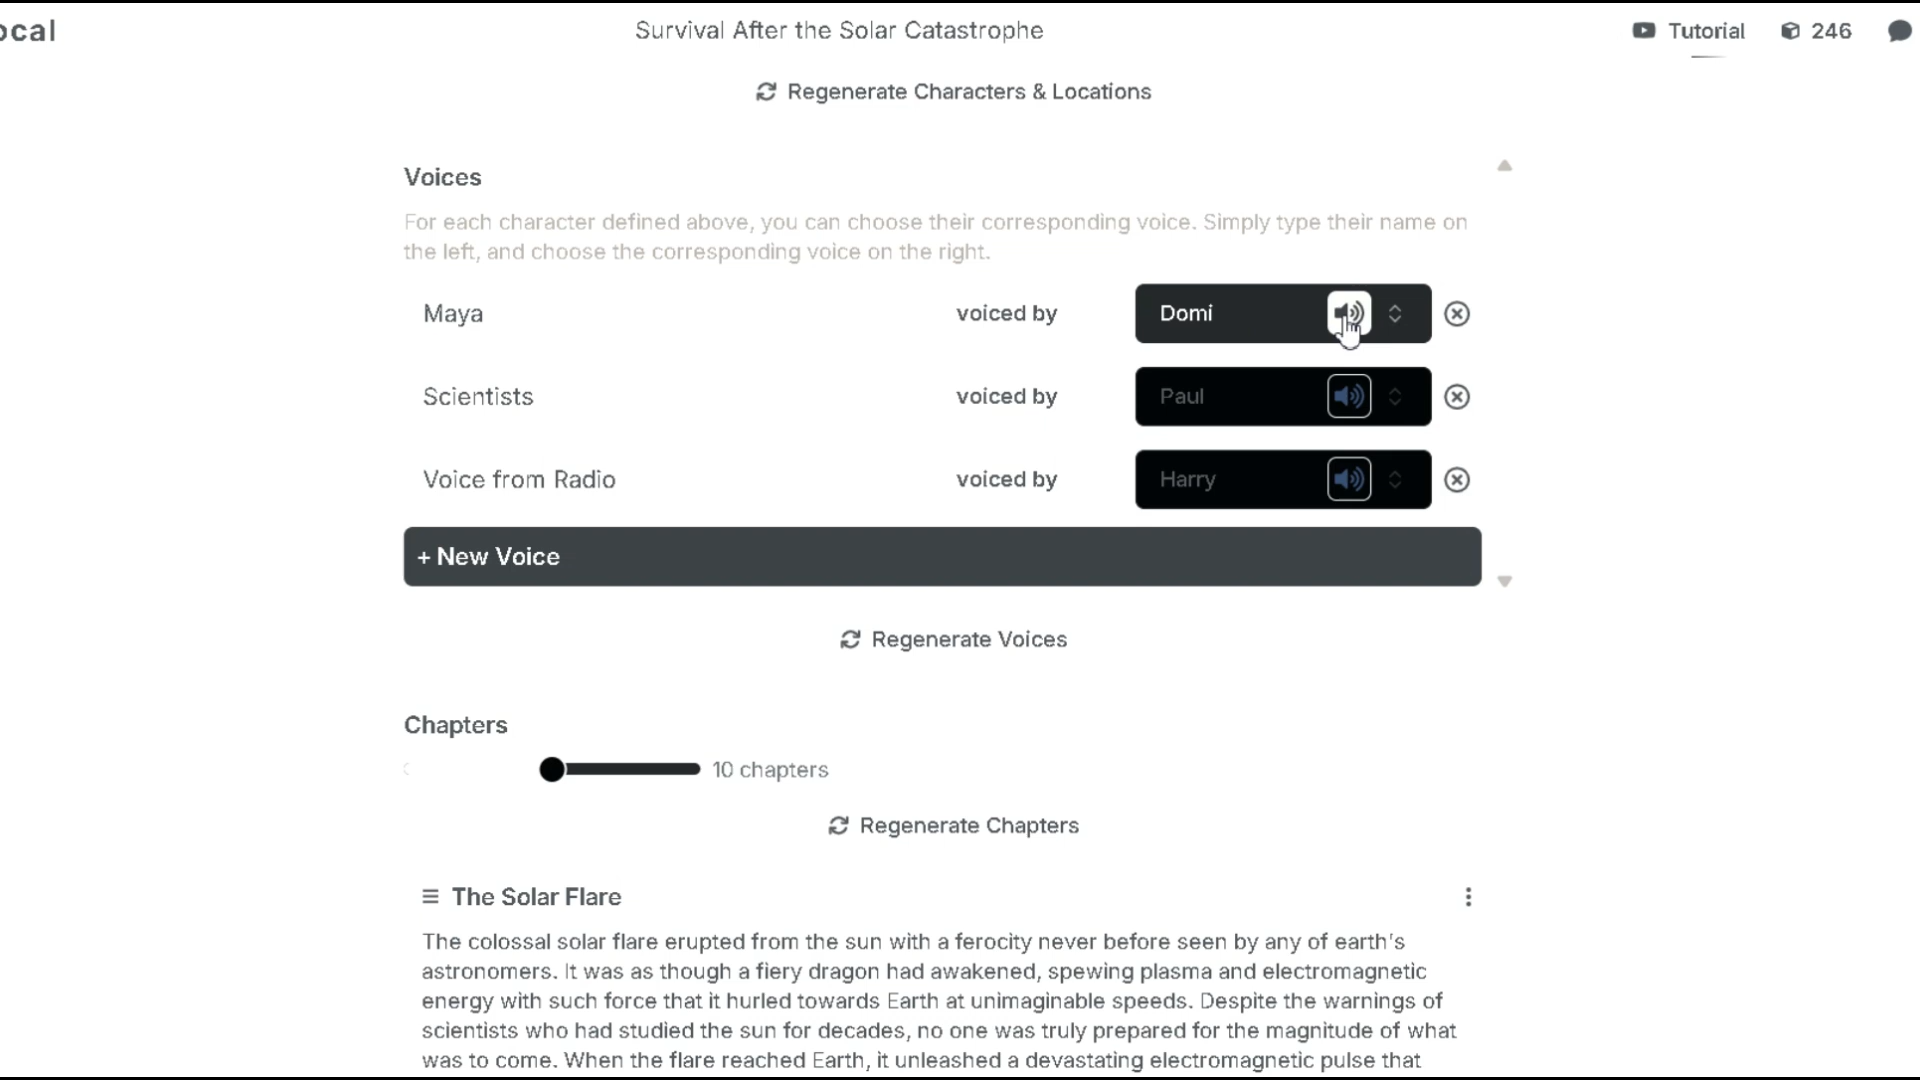 ocal
Survival After the Solar Catastrophe
Tutorial
246
Regenerate Characters & Locations
Voices
For each character defined above, you can choose their corresponding voice. Simply type their name on
the left, and choose the corresponding voice on the right.
Maya voiced by Domi
Scientists voiced by Paul
Voice from Radio voiced by Harry
+ New Voice
Regenerate Voices
Chapters
10 chapters
Regenerate Chapters
The Solar Flare
The colossal solar flare erupted from the sun with a ferocity never before seen by any of earth's
astronomers. It was as though a fiery dragon had awakened, spewing plasma and electromagnetic
energy with such force that it hurled towards Earth at unimaginable speeds. Despite the warnings of
scientists who had studied the sun for decades, no one was truly prepared for the magnitude of what
was to come. When the flare reached Earth, it unleashed a devastating electromagnetic pulse that